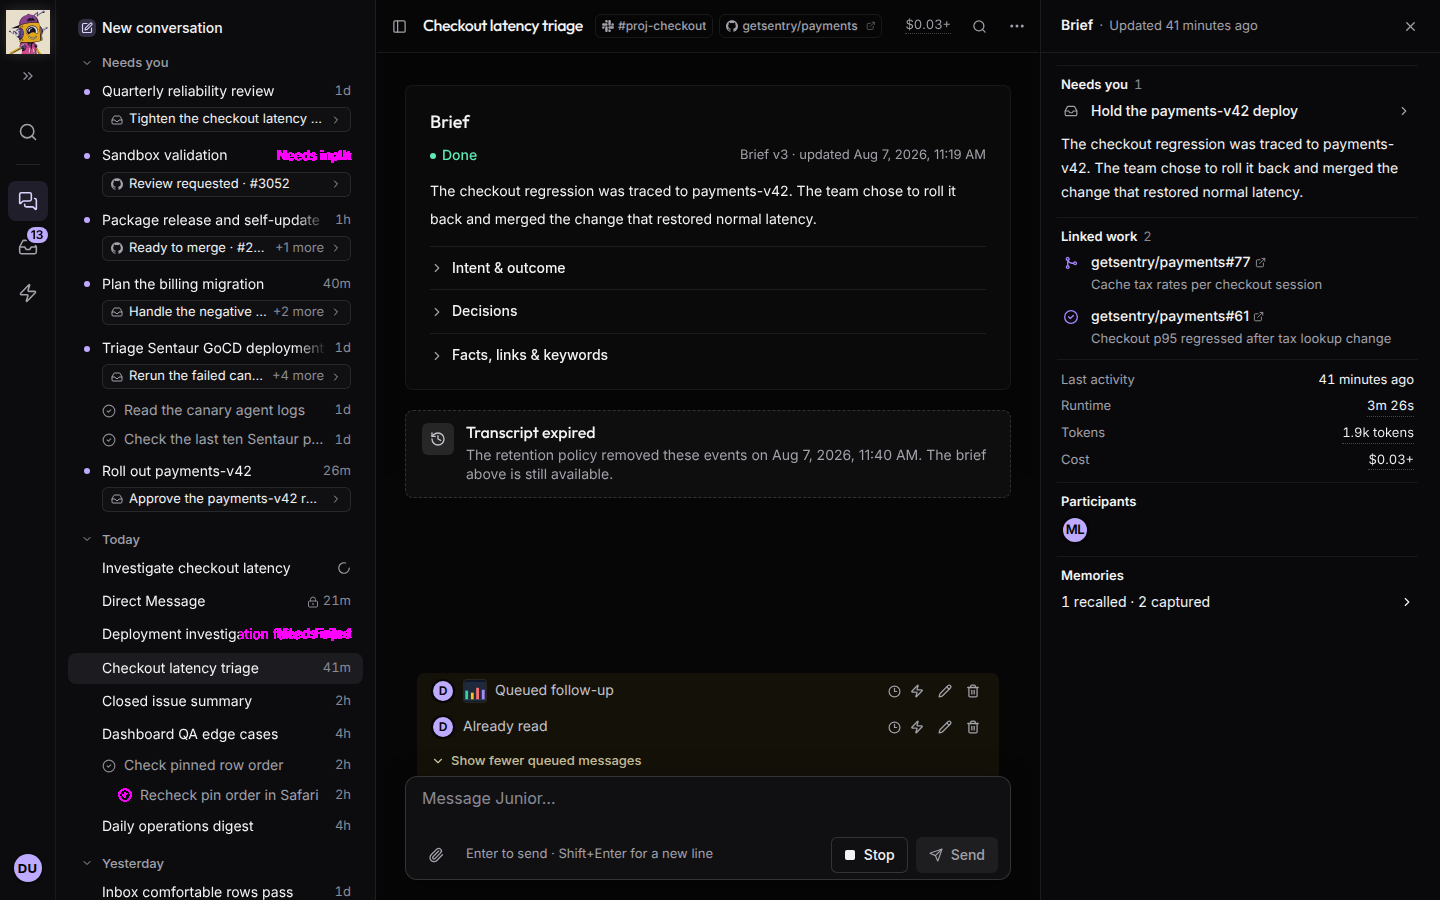 New conversation
Needs you
Quarterly reliability review 1d
Tighten the checkout latency ...
Sandbox validation
Review requested · #3052
Package release and self-update 1h
Ready to merge · #2... +1 more
Plan the billing migration 40m
Handle the negative ... +2 more
Triage Sentaur GoCD deployment 1d
Rerun the failed can... +4 more
Read the canary agent logs 1d
Check the last ten Sentaur p... 1d
Roll out payments-v42 26m
Approve the payments-v42 r...
Today
Investigate checkout latency
Direct Message 21m
Deployment investigation
Checkout latency triage 41m
Closed issue summary 2h
Dashboard QA edge cases 4h
Check pinned row order 2h
Recheck pin order in Safari 2h
Daily operations digest 4h
Yesterday
Inbox comfortable rows pass 1d
13
DU
Checkout latency triage #proj-checkout getsentry/payments $0.03+
Brief
Done Brief v3 · updated Aug 7, 2026, 11:19 AM
The checkout regression was traced to payments-v42. The team chose to roll it
back and merged the change that restored normal latency.
Intent & outcome
Decisions
Facts, links & keywords
Transcript expired
The retention policy removed these events on Aug 7, 2026, 11:40 AM. The brief
above is still available.
D Queued follow-up
D Already read
Show fewer queued messages
Message Junior...
Enter to send · Shift+Enter for a new line Stop Send
Brief · Updated 41 minutes ago
Needs you 1
Hold the payments-v42 deploy
The checkout regression was traced to payments-
v42. The team chose to roll it back and merged the
change that restored normal latency.
Linked work 2
getsentry/payments#77
Cache tax rates per checkout session
getsentry/payments#61
Checkout p95 regressed after tax lookup change
Last activity 41 minutes ago
Runtime 3m 26s
Tokens 1.9k tokens
Cost $0.03+
Participants
ML
Memories
1 recalled · 2 captured